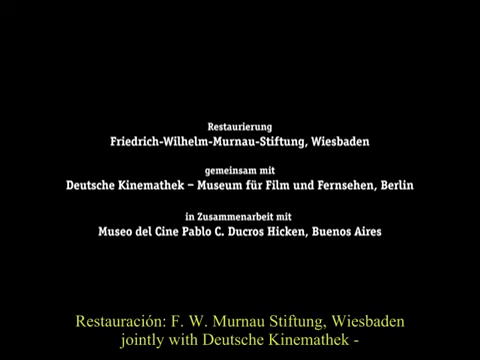 Restaurierung
Friedrich-Wilhelm-Murnau-Stiftung, Wiesbaden
gemeinsam mit
Deutsche Kinemathek – Museum für Film und Fernsehen, Berlin
in Zusammenarbeit mit
Museo del Cine Pablo C. Ducros Hicken, Buenos Aires
Restauración: F. W. Murnau Stiftung, Wiesbaden
jointly with Deutsche Kinemathek -